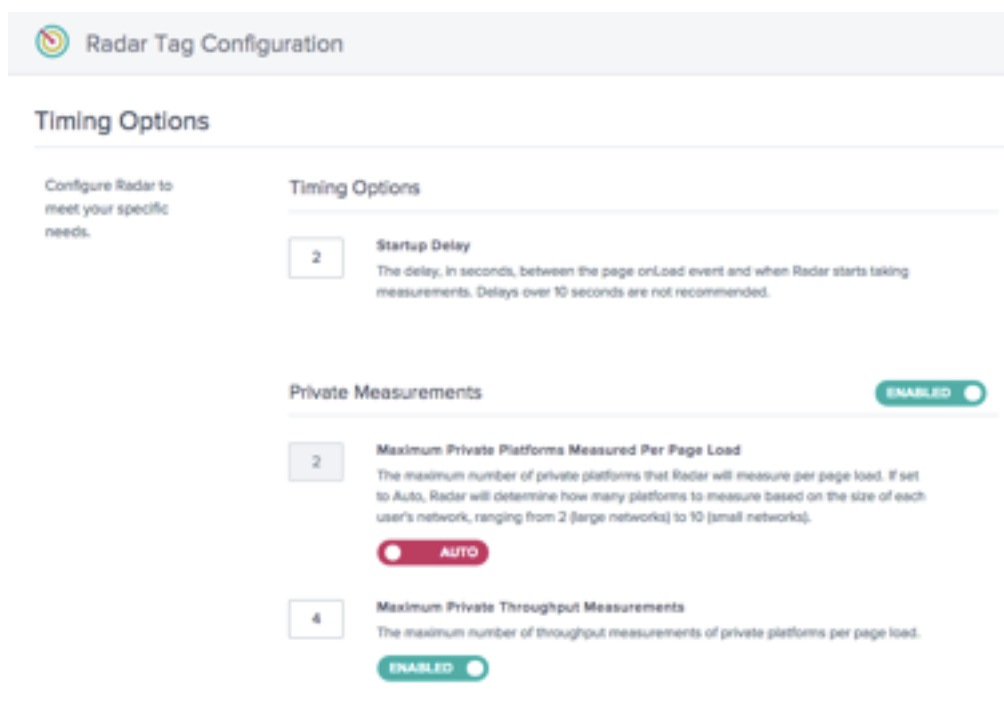 Radar Tag Configuration
Timing Options
Configure Radar to
meet your specific
needs.
Timing Options
2
Startup Delay
The delay, in seconds, between the page onLoad event and when Radar starts taking
measurements. Delays over 10 seconds are not recommended.
Private Measurements
ENABLED
2
Maximum Private Platforms Measured Per Page Load
The maximum number of private platforms that Radar will measure per page load. If set
to Auto, Radar will determine how many platforms to measure based on the size of each
user's network, ranging from 2 (large networks) to 10 (small networks).
AUTO
4
Maximum Private Throughput Measurements
The maximum number of throughput measurements of private platforms per page load.
ENABLED